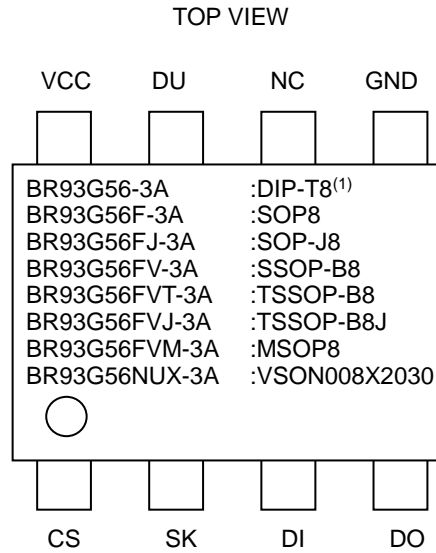 TOP VIEW
VCC DU NC GND
BR93G56-3A :DIP-T8(1)
BR93G56F-3A :SOP8
BR93G56FJ-3A :SOP-J8
BR93G56FV-3A :SSOP-B8
BR93G56FVT-3A :TSSOP-B8
BR93G56FVJ-3A :TSSOP-B8J
BR93G56FVM-3A :MSOP8
BR93G56NUX-3A :VSON008X2030
CS SK DI DO